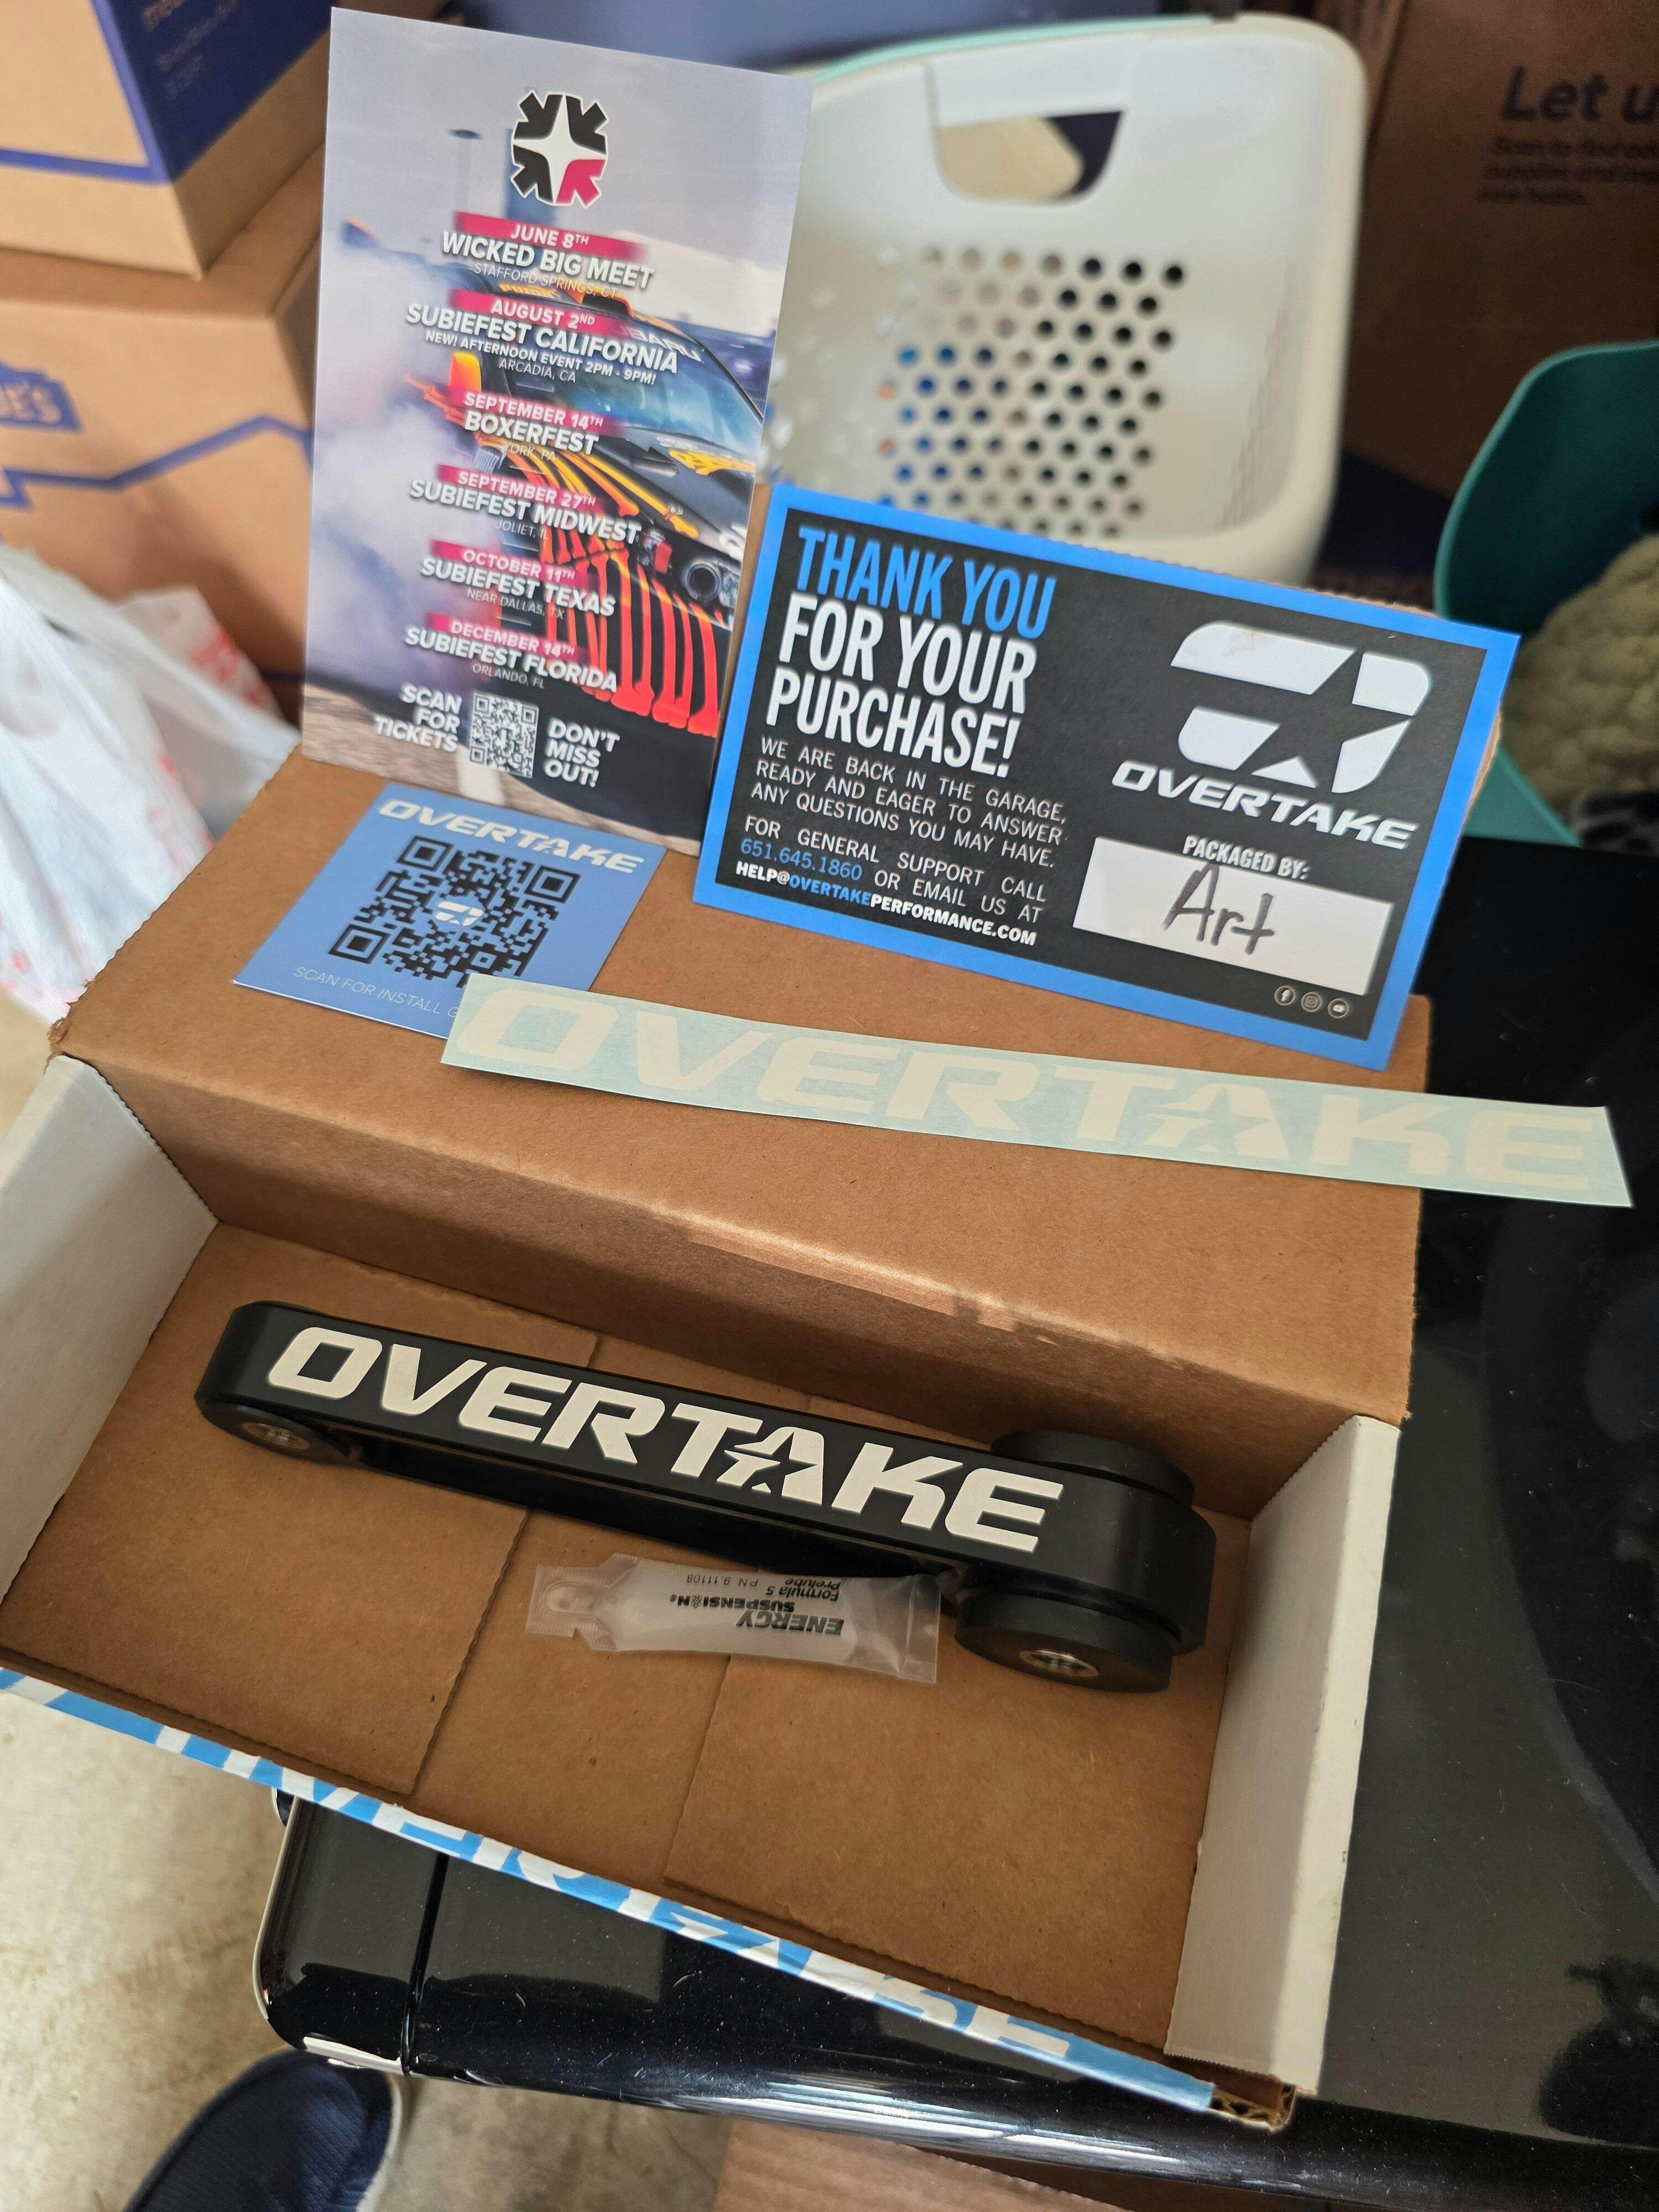 JUNE 8TH
WICKED BIG MEET
STAFFORD SPRINGS, CT
AUGUST 2ND
SUBIEFEST CALIFORNIA
NEW! AFTERNOON EVENT 2PM - 9PM!
ARCADIA, CA
SEPTEMBER 14TH
BOXERFEST
YORK, PA
SEPTEMBER 27TH
SUBIEFEST MIDWEST
JOLIET, IL
OCTOBER 11TH
SUBIEFEST TEXAS
NEAR DALLAS, TX
DECEMBER 14TH
SUBIEFEST FLORIDA
ORLANDO, FL
SCAN
FOR
TICKETS
DON'T
MISS
OUT!
Let u
THANK YOU
FOR YOUR
PURCHASE!
WE ARE BACK IN THE GARAGE,
READY AND EAGER TO ANSWER
ANY QUESTIONS YOU MAY HAVE.
FOR GENERAL SUPPORT CALL
651.645.1860 OR EMAIL US AT
HELP@OVERTAKEPERFORMANCE.COM
OVERTAKE
PACKAGED BY:
Art
OVERTAKE
SCAN FOR INSTALL G
OVERTAKE
OVERTAKE
ENERGY
SUSPENSION®
Formula 5
Prelube
PN 9.11108
OVERTAKE